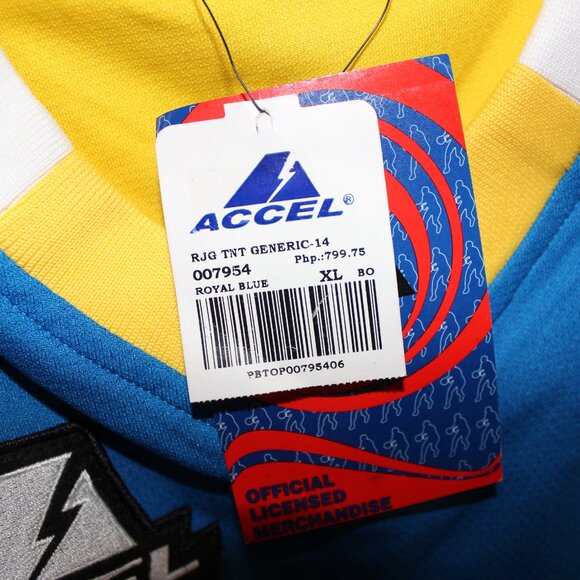 ACCEL®
RJG TNT GENERIC-14
007954 Php.:799.75
ROYAL BLUE XL BO
PBTOP00795406
OFFICIAL
LICENSED
MERCHANDISE